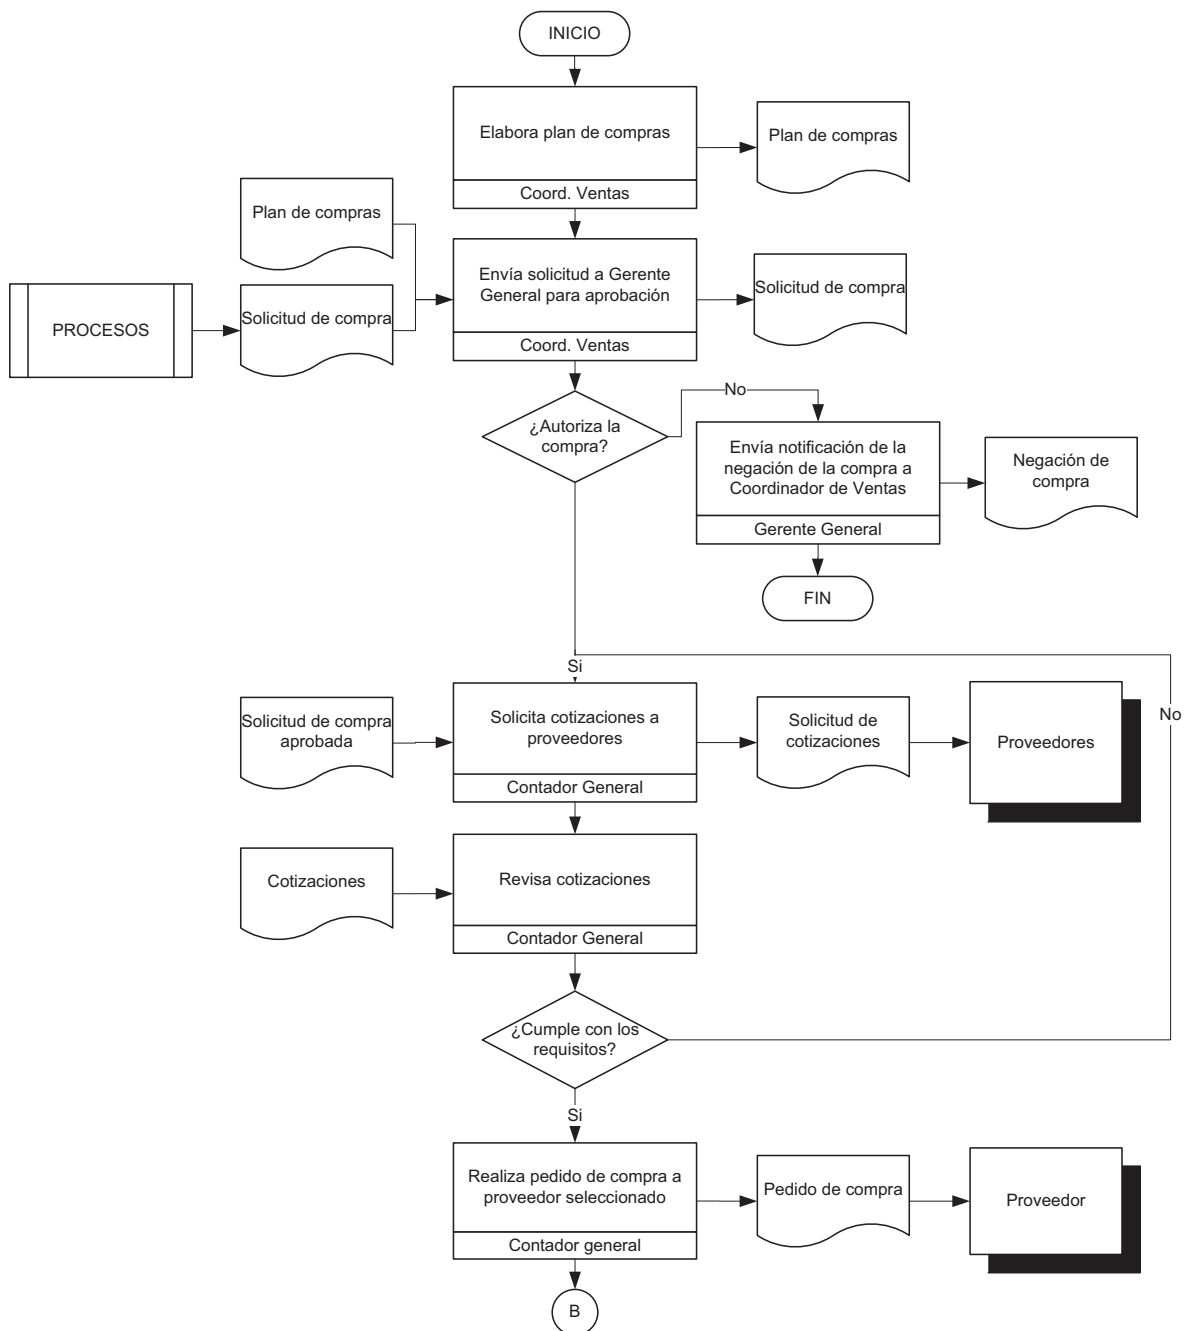 INICIO
Elabora plan de compras
Coord. Ventas
Plan de compras
Plan de compras
Solicitud de compra
PROCESOS
Envía solicitud a Gerente
General para aprobación
Coord. Ventas
Solicitud de compra
¿Autoriza la
compra?
No
Envía notificación de la
negación de la compra a
Coordinador de Ventas
Gerente General
Negación de
compra
FIN
Si
Solicitud de compra
aprobada
Solicita cotizaciones a
proveedores
Contador General
Solicitud de
cotizaciones
Proveedores
No
Cotizaciones
Revisa cotizaciones
Contador General
¿Cumple con los
requisitos?
Si
Realiza pedido de compra a
proveedor seleccionado
Contador general
Pedido de compra
Proveedor
B